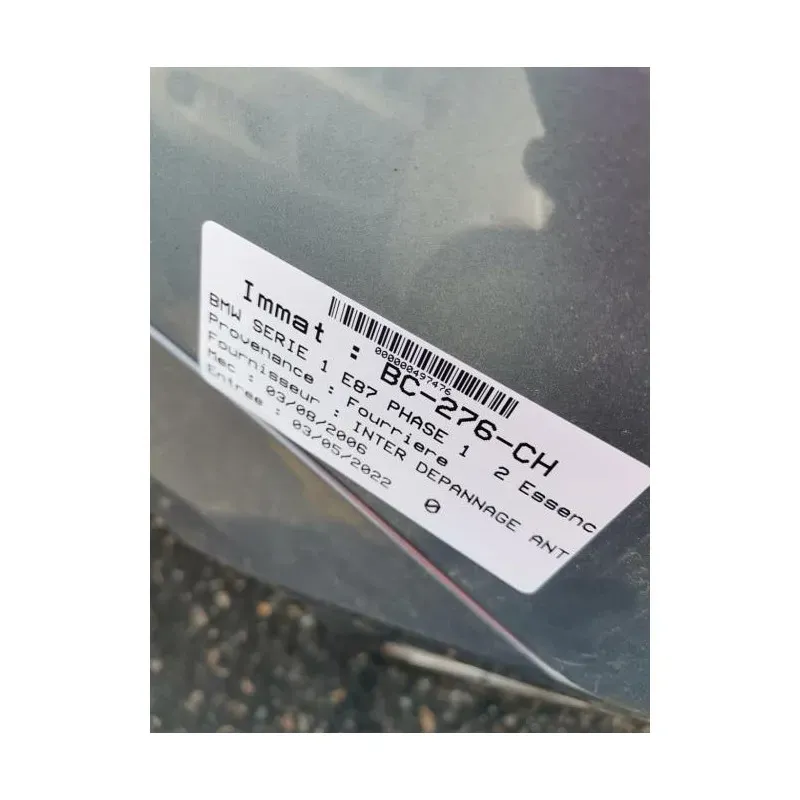 Immat : BC-276-CH
000000497476
BMW SERIE 1 E87 PHASE 1 2 Essenc
Provenance : Fourriere
Fournisseur : INTER DEPANNAGE ANT
Mec : 03/08/2006
Entree : 03/05/2022
0